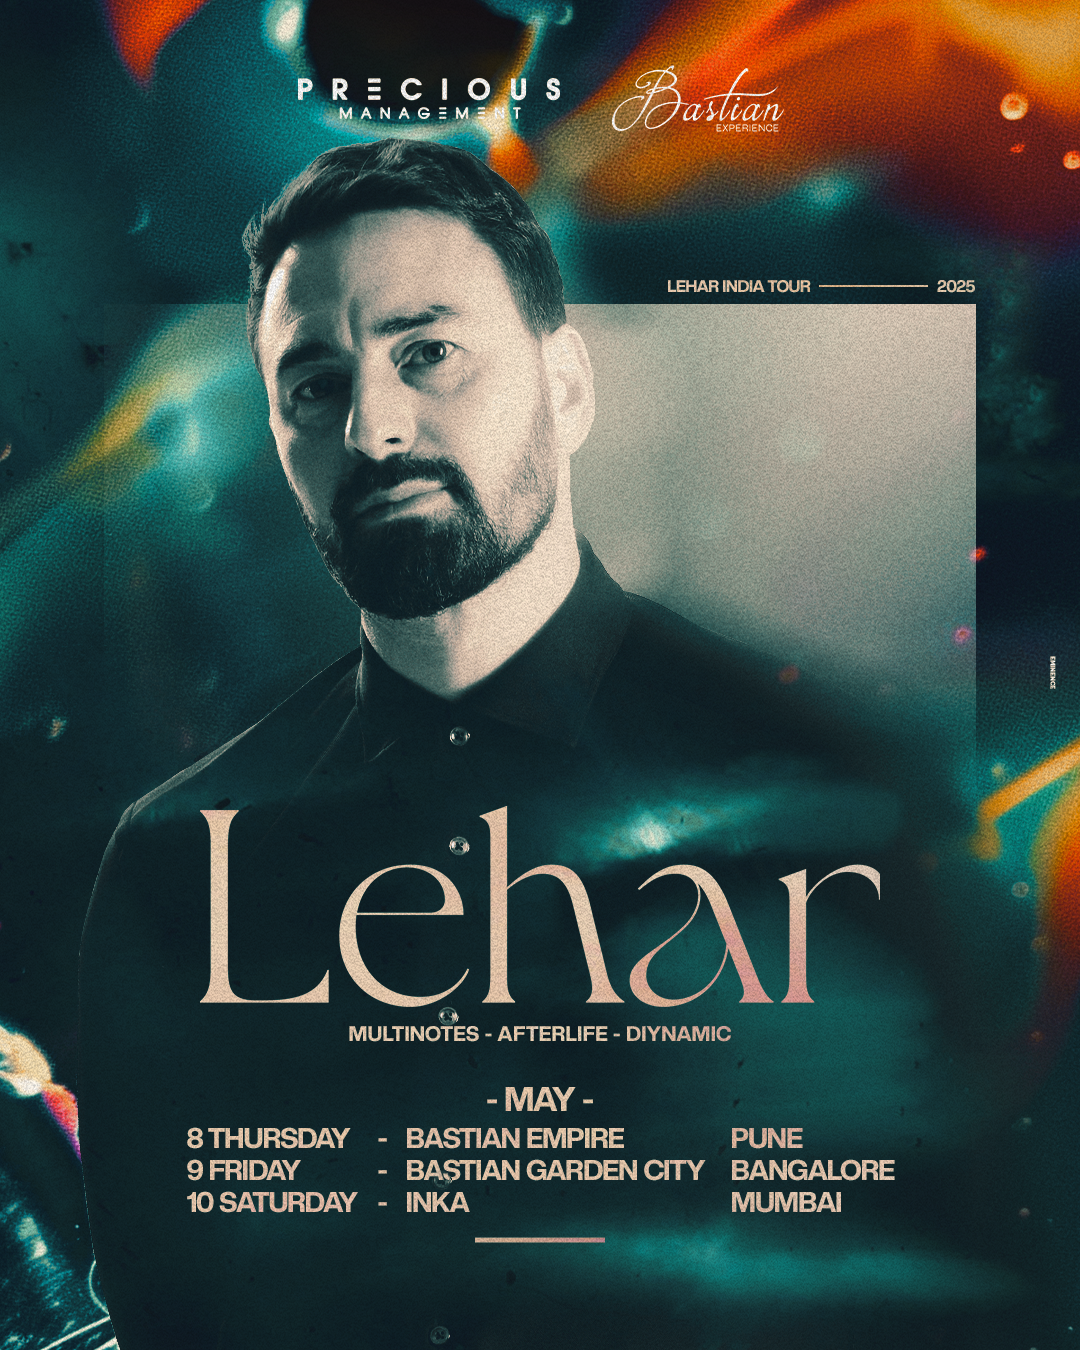 PRECIOUS
MANAGEMENT
Bastian
EXPERIENCE
LEHAR INDIA TOUR 2025
EMINENCE
Lehar
MULTINOTES - AFTERLIFE - DIYNAMIC
- MAY -
8 THURSDAY - BASTIAN EMPIRE PUNE
9 FRIDAY - BASTIAN GARDEN CITY BANGALORE
10 SATURDAY - INKA MUMBAI